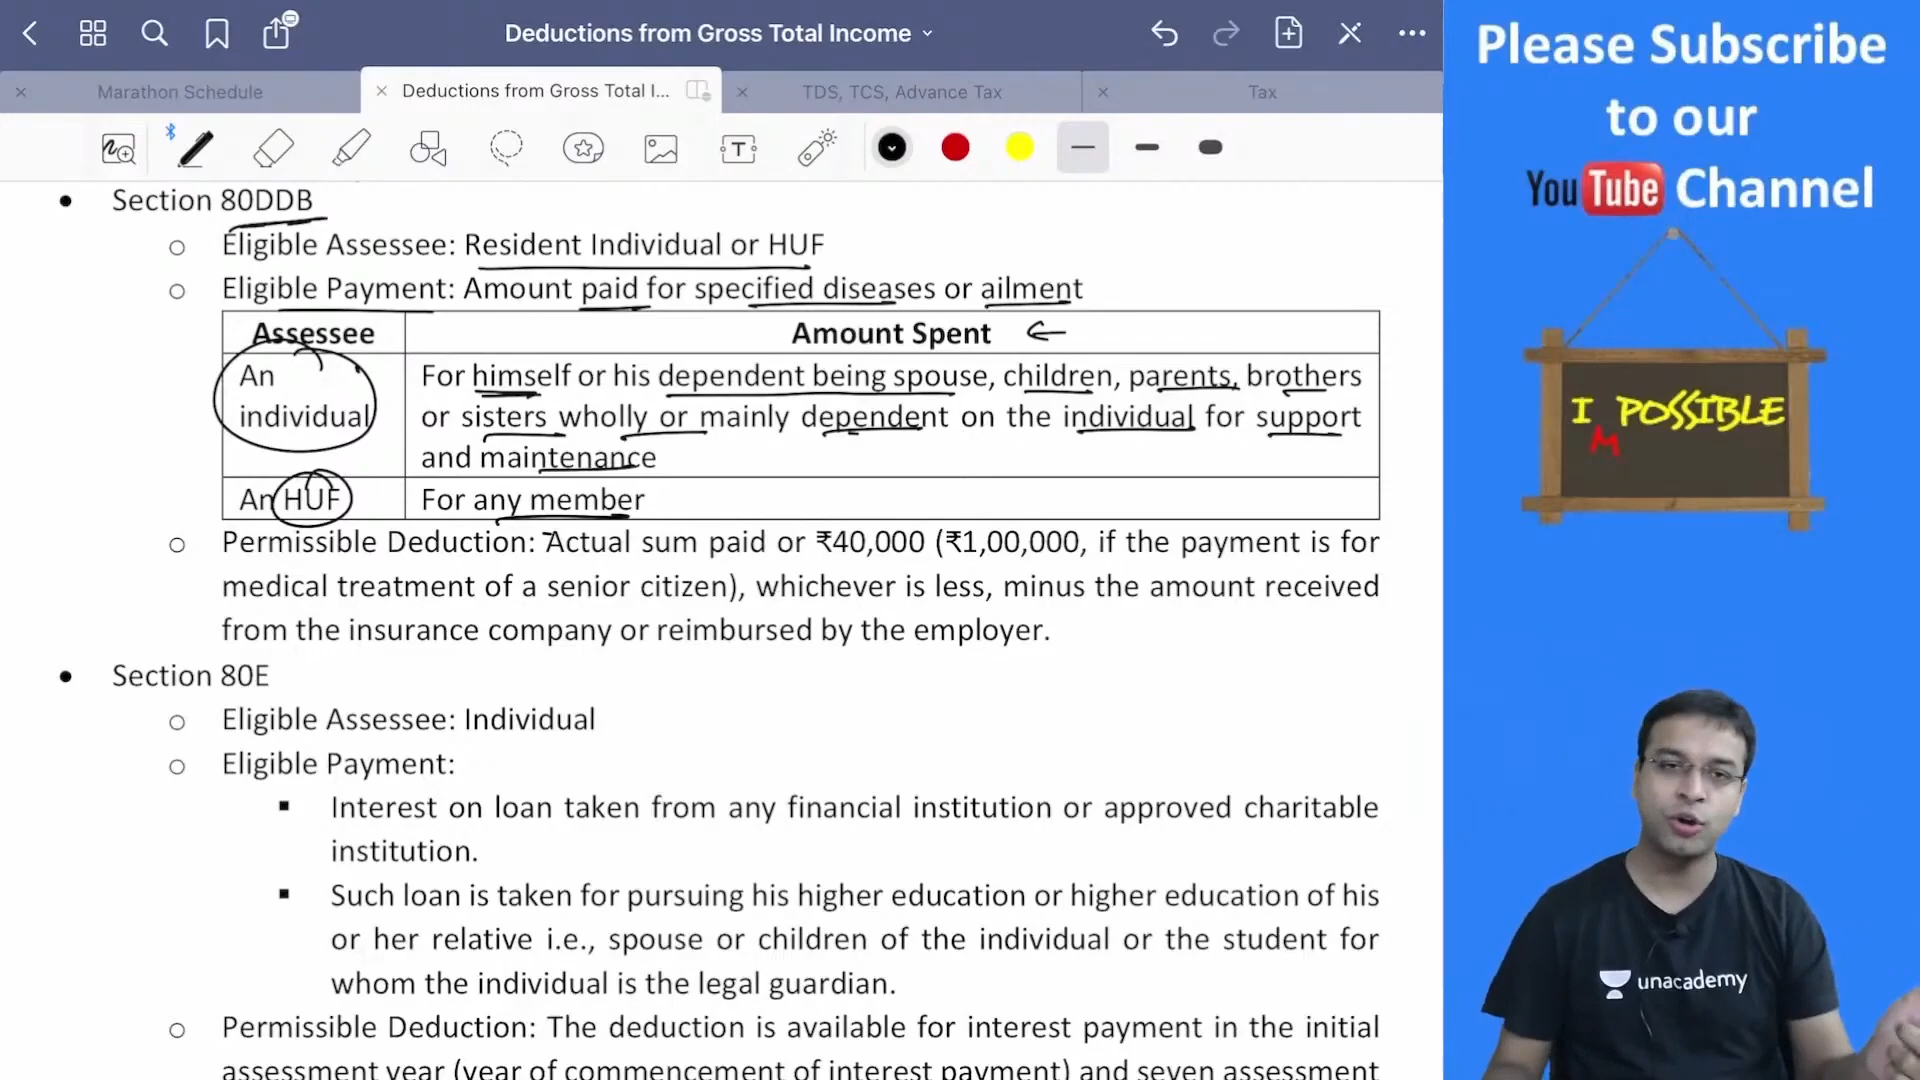 Deductions from Gross Total Income
Marathon Schedule
Deductions from Gross Total I...
TDS, TCS, Advance Tax
Tax
Please Subscribe
to our
YouTube Channel
I POSSIBLE
M
unacademy
• Section 80DDB
o Eligible Assessee: Resident Individual or HUF
o Eligible Payment: Amount paid for specified diseases or ailment
Assessee Amount Spent
An individual For himself or his dependent being spouse, children, parents, brothers
or sisters wholly or mainly dependent on the individual for support
and maintenance
An HUF For any member
o Permissible Deduction: Actual sum paid or ₹40,000 (₹1,00,000, if the payment is for
medical treatment of a senior citizen), whichever is less, minus the amount received
from the insurance company or reimbursed by the employer.
• Section 80E
o Eligible Assessee: Individual
o Eligible Payment:
▪ Interest on loan taken from any financial institution or approved charitable
institution.
▪ Such loan is taken for pursuing his higher education or higher education of his
or her relative i.e., spouse or children of the individual or the student for
whom the individual is the legal guardian.
o Permissible Deduction: The deduction is available for interest payment in the initial
assessment year (year of commencement of interest payment) and seven assessment